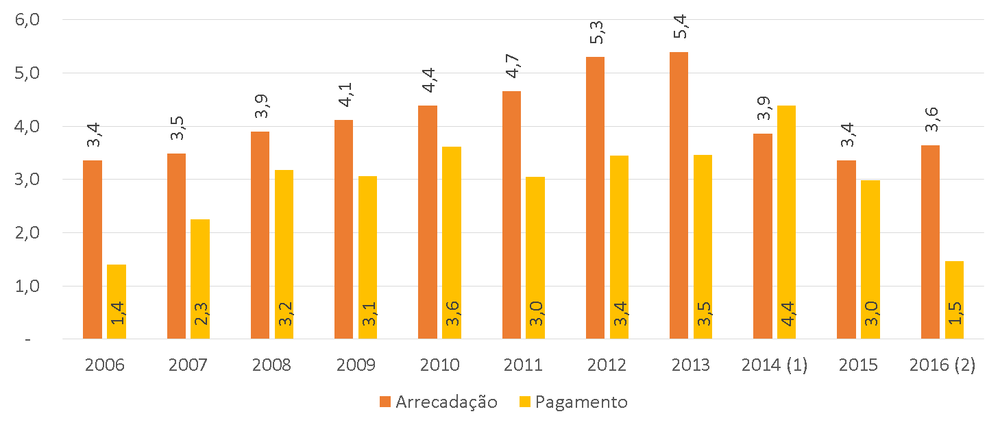 6,0
5,0
4,0
3,0
2,0
1,0
-
3,4 3,5 3,9 4,1 4,4 4,7 5,3 5,4 3,9 3,4 3,6
1,4 2,3 3,2 3,1 3,6 3,0 3,4 3,5 4,4 3,0 1,5
2006 2007 2008 2009 2010 2011 2012 2013 2014 (1) 2015 2016 (2)
Arrecadação Pagamento